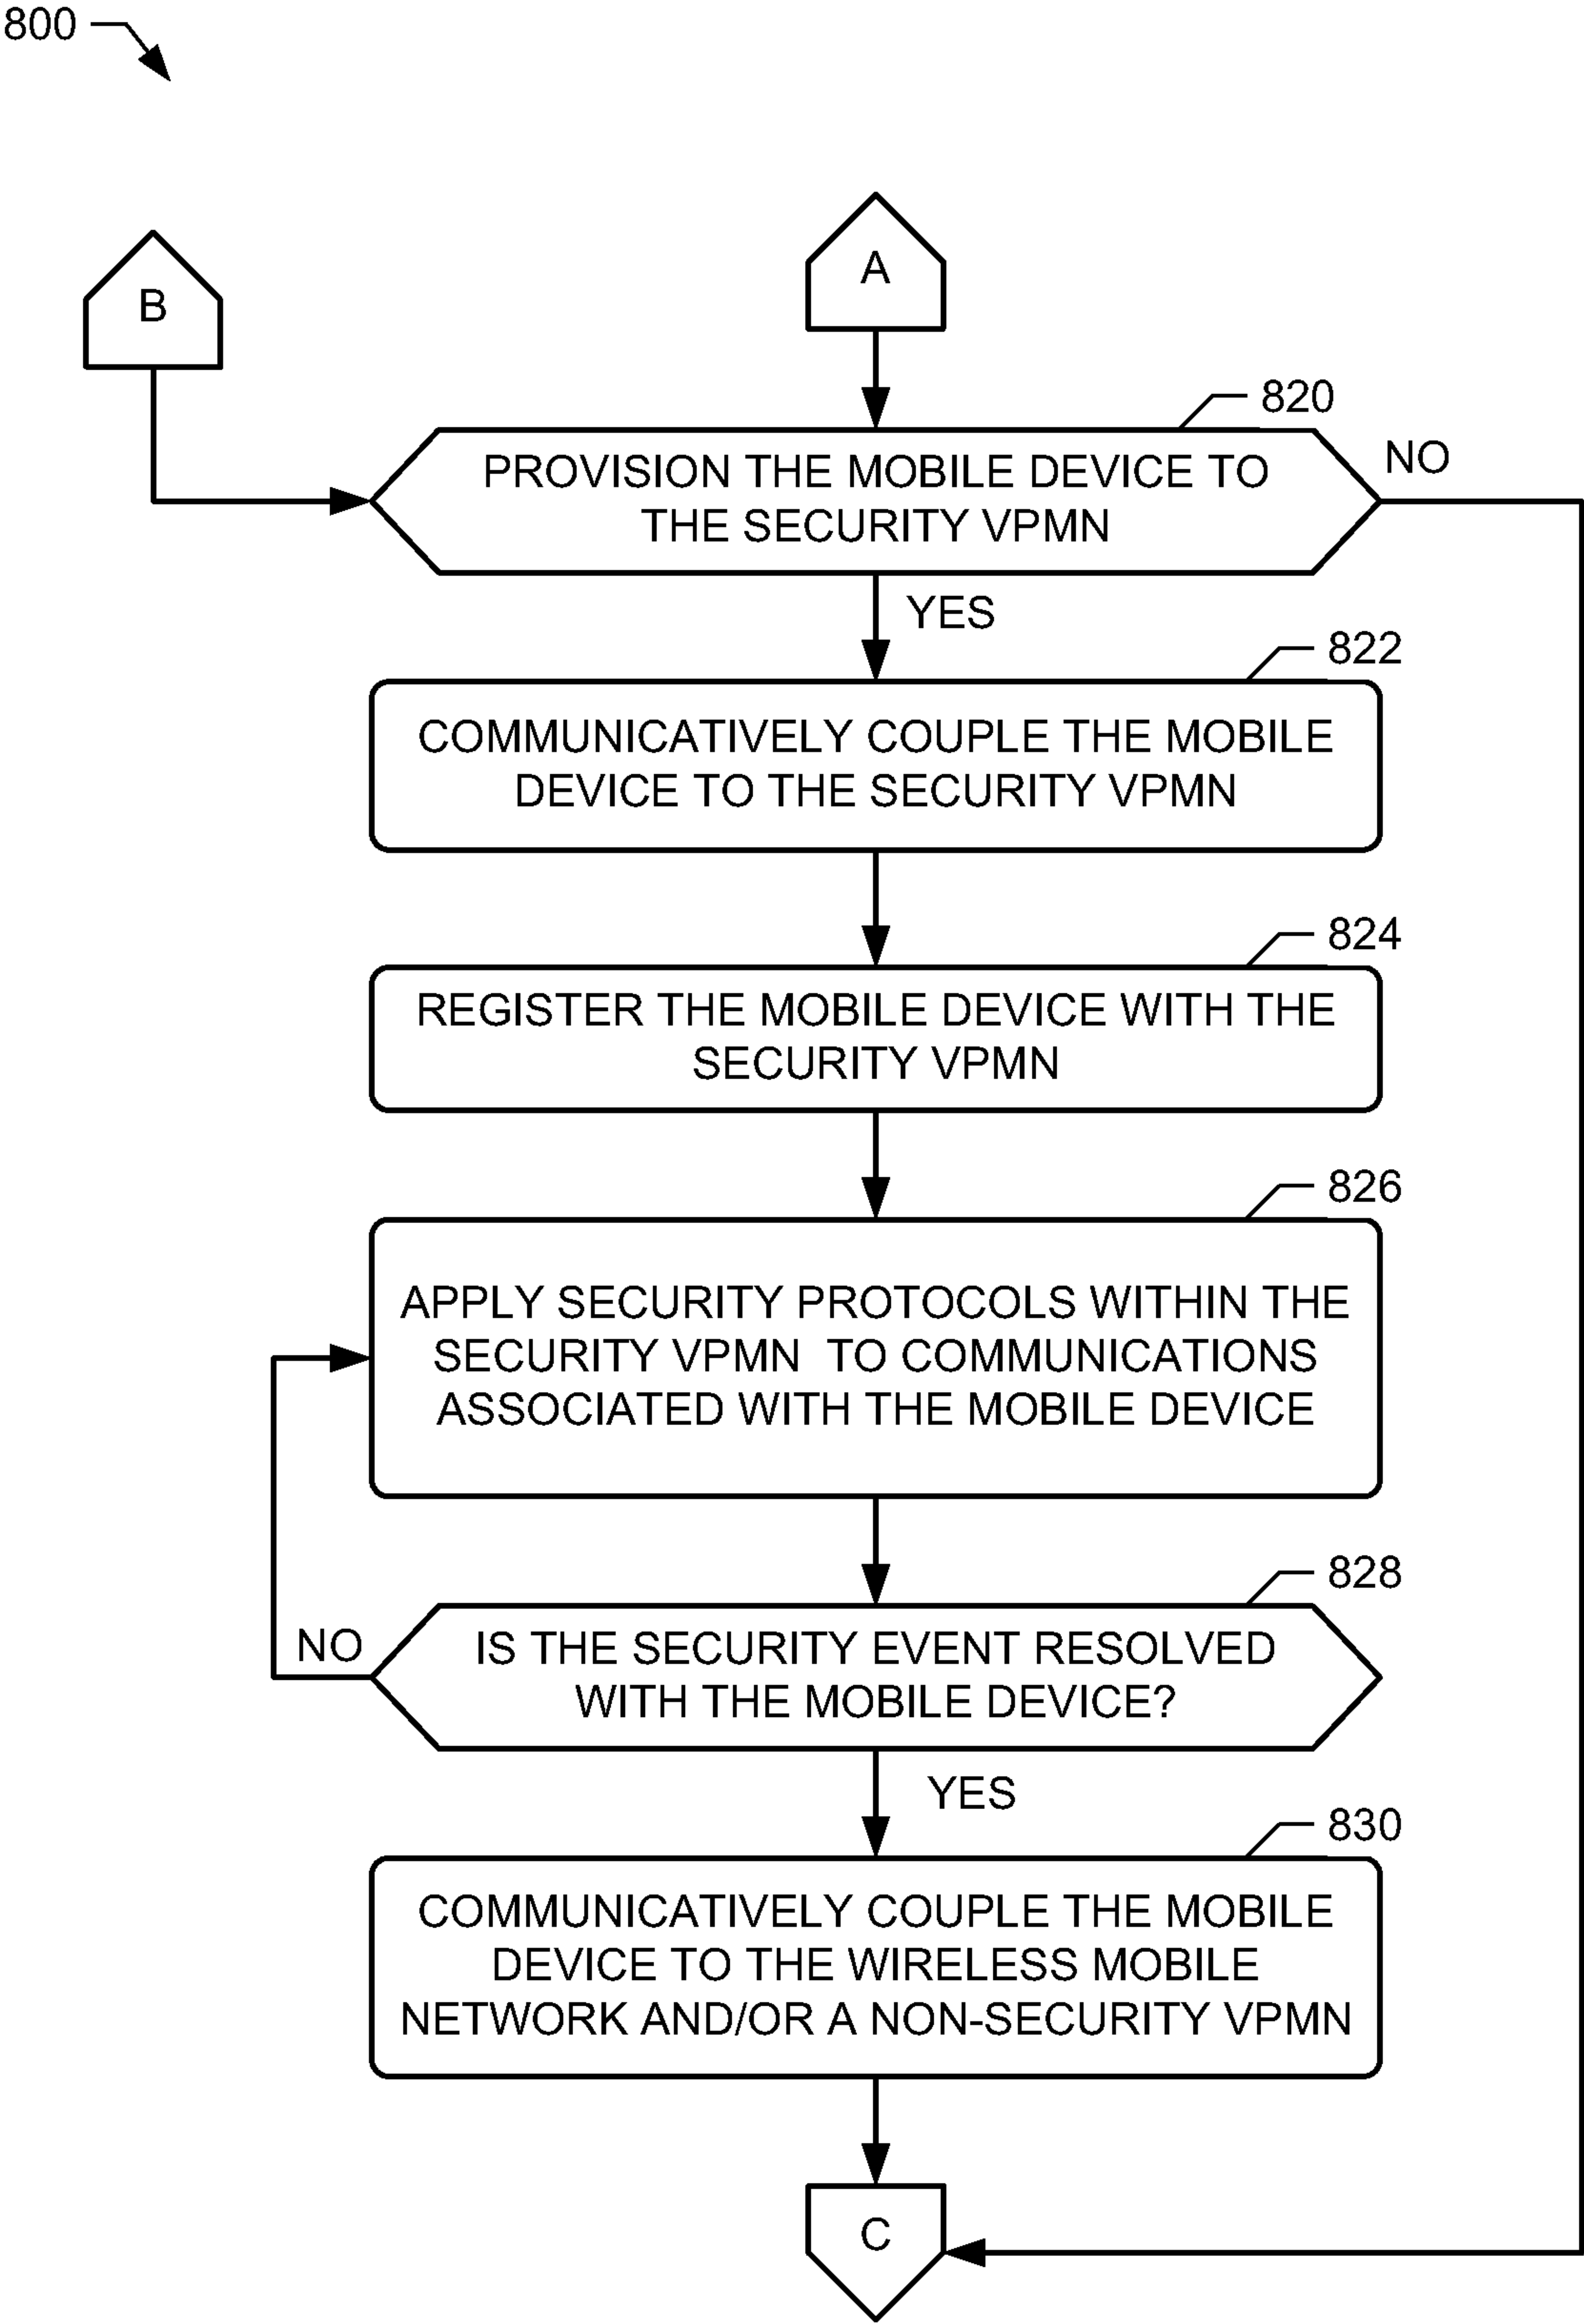 800
B
A
820
PROVISION THE MOBILE DEVICE TO
THE SECURITY VPMN
NO
YES
822
COMMUNICATIVELY COUPLE THE MOBILE
DEVICE TO THE SECURITY VPMN
824
REGISTER THE MOBILE DEVICE WITH THE
SECURITY VPMN
826
APPLY SECURITY PROTOCOLS WITHIN THE
SECURITY VPMN TO COMMUNICATIONS
ASSOCIATED WITH THE MOBILE DEVICE
828
NO
IS THE SECURITY EVENT RESOLVED
WITH THE MOBILE DEVICE?
YES
830
COMMUNICATIVELY COUPLE THE MOBILE
DEVICE TO THE WIRELESS MOBILE
NETWORK AND/OR A NON-SECURITY VPMN
C